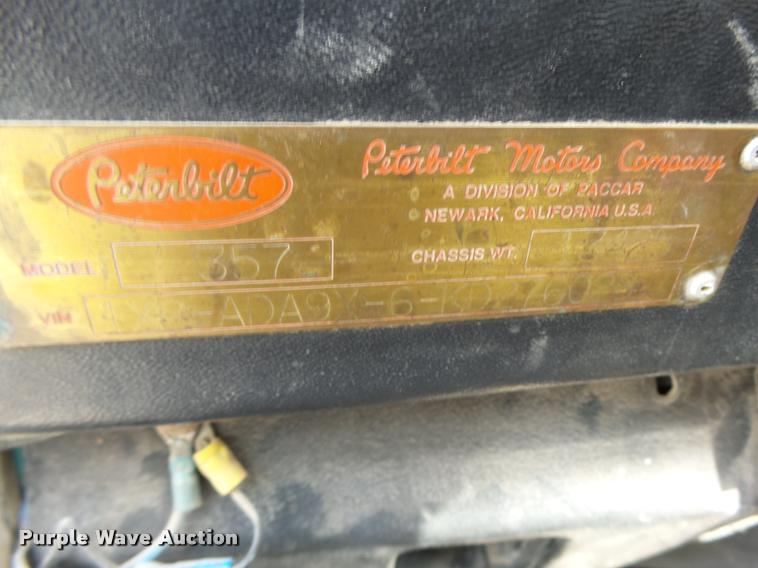 Peterbilt
Peterbilt Motors Company
A DIVISION OF PACCAR
NEWARK, CALIFORNIA U.S.A
MODEL 357
CHASSIS WT.
VIN
Purple Wave Auction